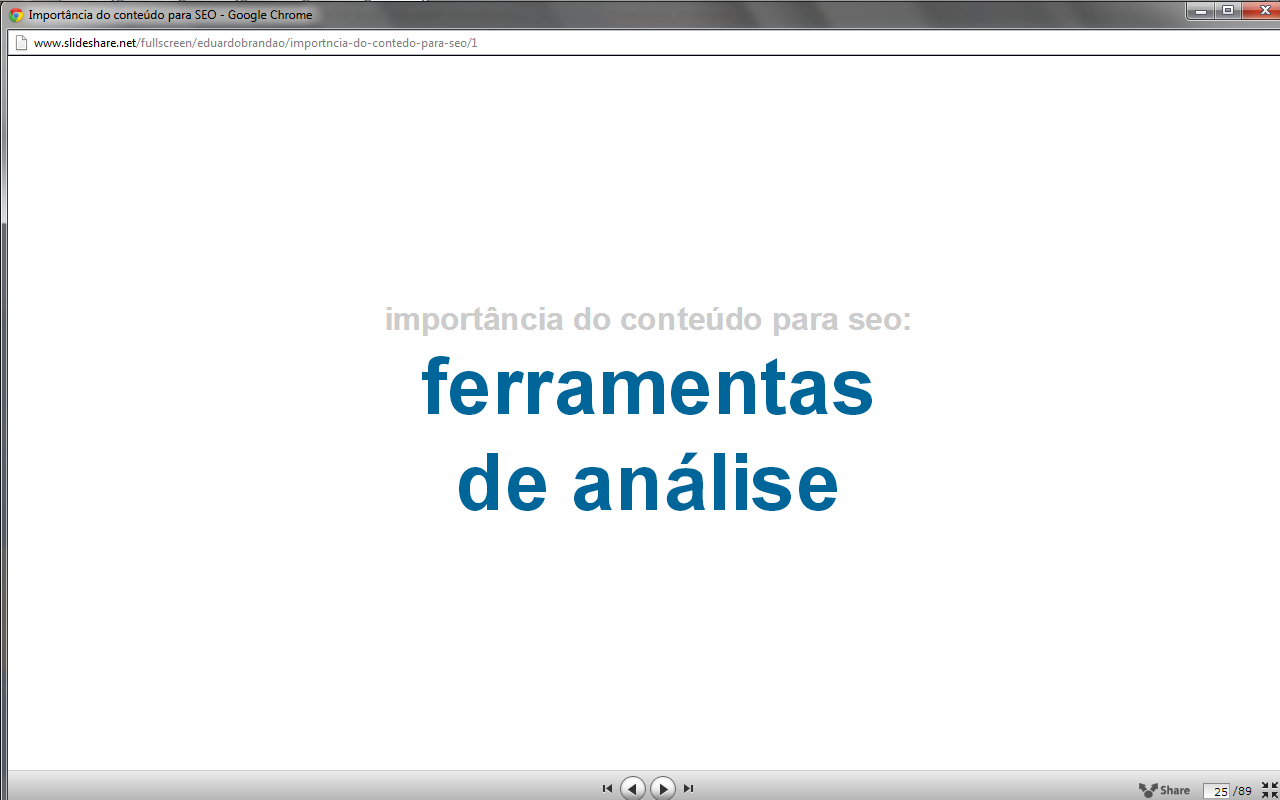 Importância do conteúdo para SEO - Google Chrome
www.slideshare.net/fullscreen/eduardobrandao/importncia-do-contedo-para-seo/1
importância do conteúdo para seo:
ferramentas
de análise
Share 25 /89